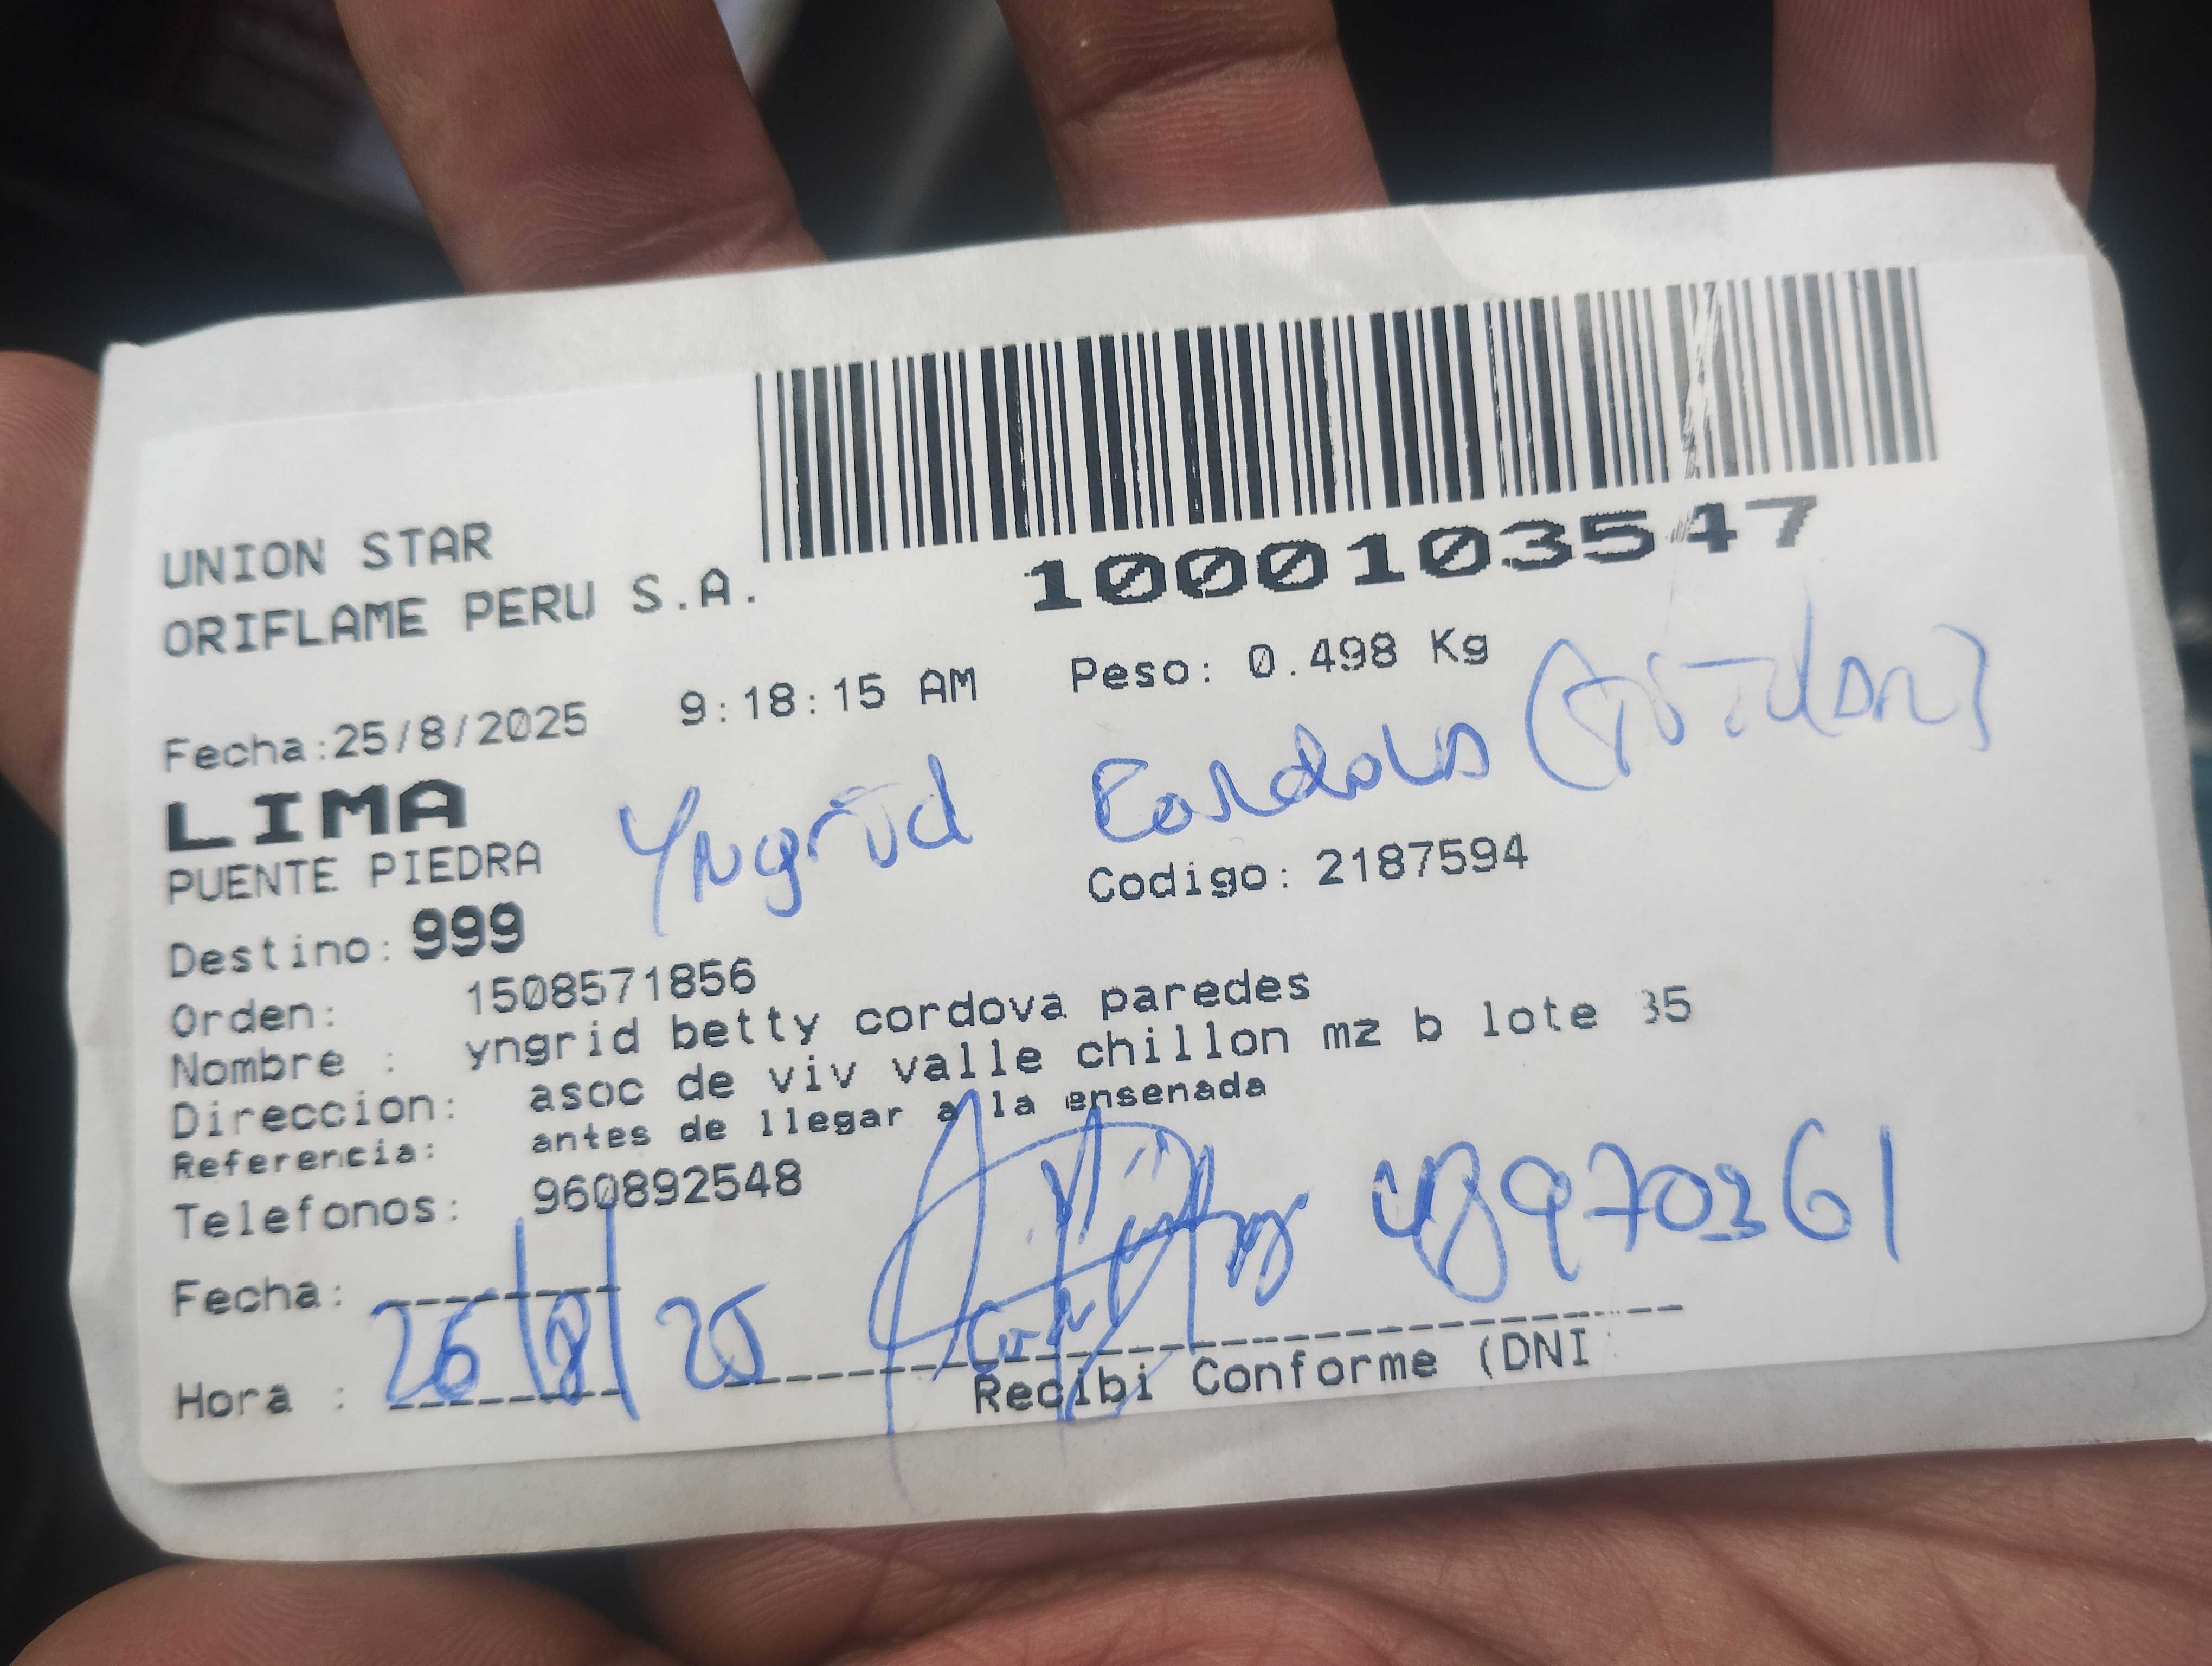 1000103547
UNION STAR
ORIFLAME PERU S.A.
Fecha:25/8/2025 9:18:15 AM Peso: 0.498 Kg
LIMA
PUENTE PIEDRA
Yngrid Cordova
Destino: 999 Codigo: 2187594
Orden: 1508571856
Nombre : yngrid betty cordova paredes
Direccion: asoc de viv valle chillon mz b lote 35
Referencia: antes de llegar a la ensenada
Telefonos: 960892548
Fecha:
26/8/25
Hora :
Recibi Conforme (DNI